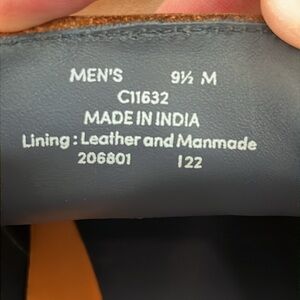 MEN'S 9½ M
C11632
MADE IN INDIA
Lining: Leather and Manmade
206801 122